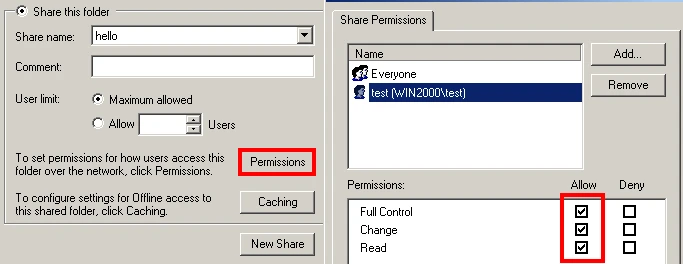 Share this folder
Share name: hello
Comment:
User limit: Maximum allowed
Allow Users
To set permissions for how users access this
folder over the network, click Permissions.
Permissions
To configure settings for Offline access to
this shared folder, click Caching.
Caching
New Share
Share Permissions
Name
Everyone
test (WIN2000\test)
Add...
Remove
Permissions: Allow Deny
Full Control
Change
Read